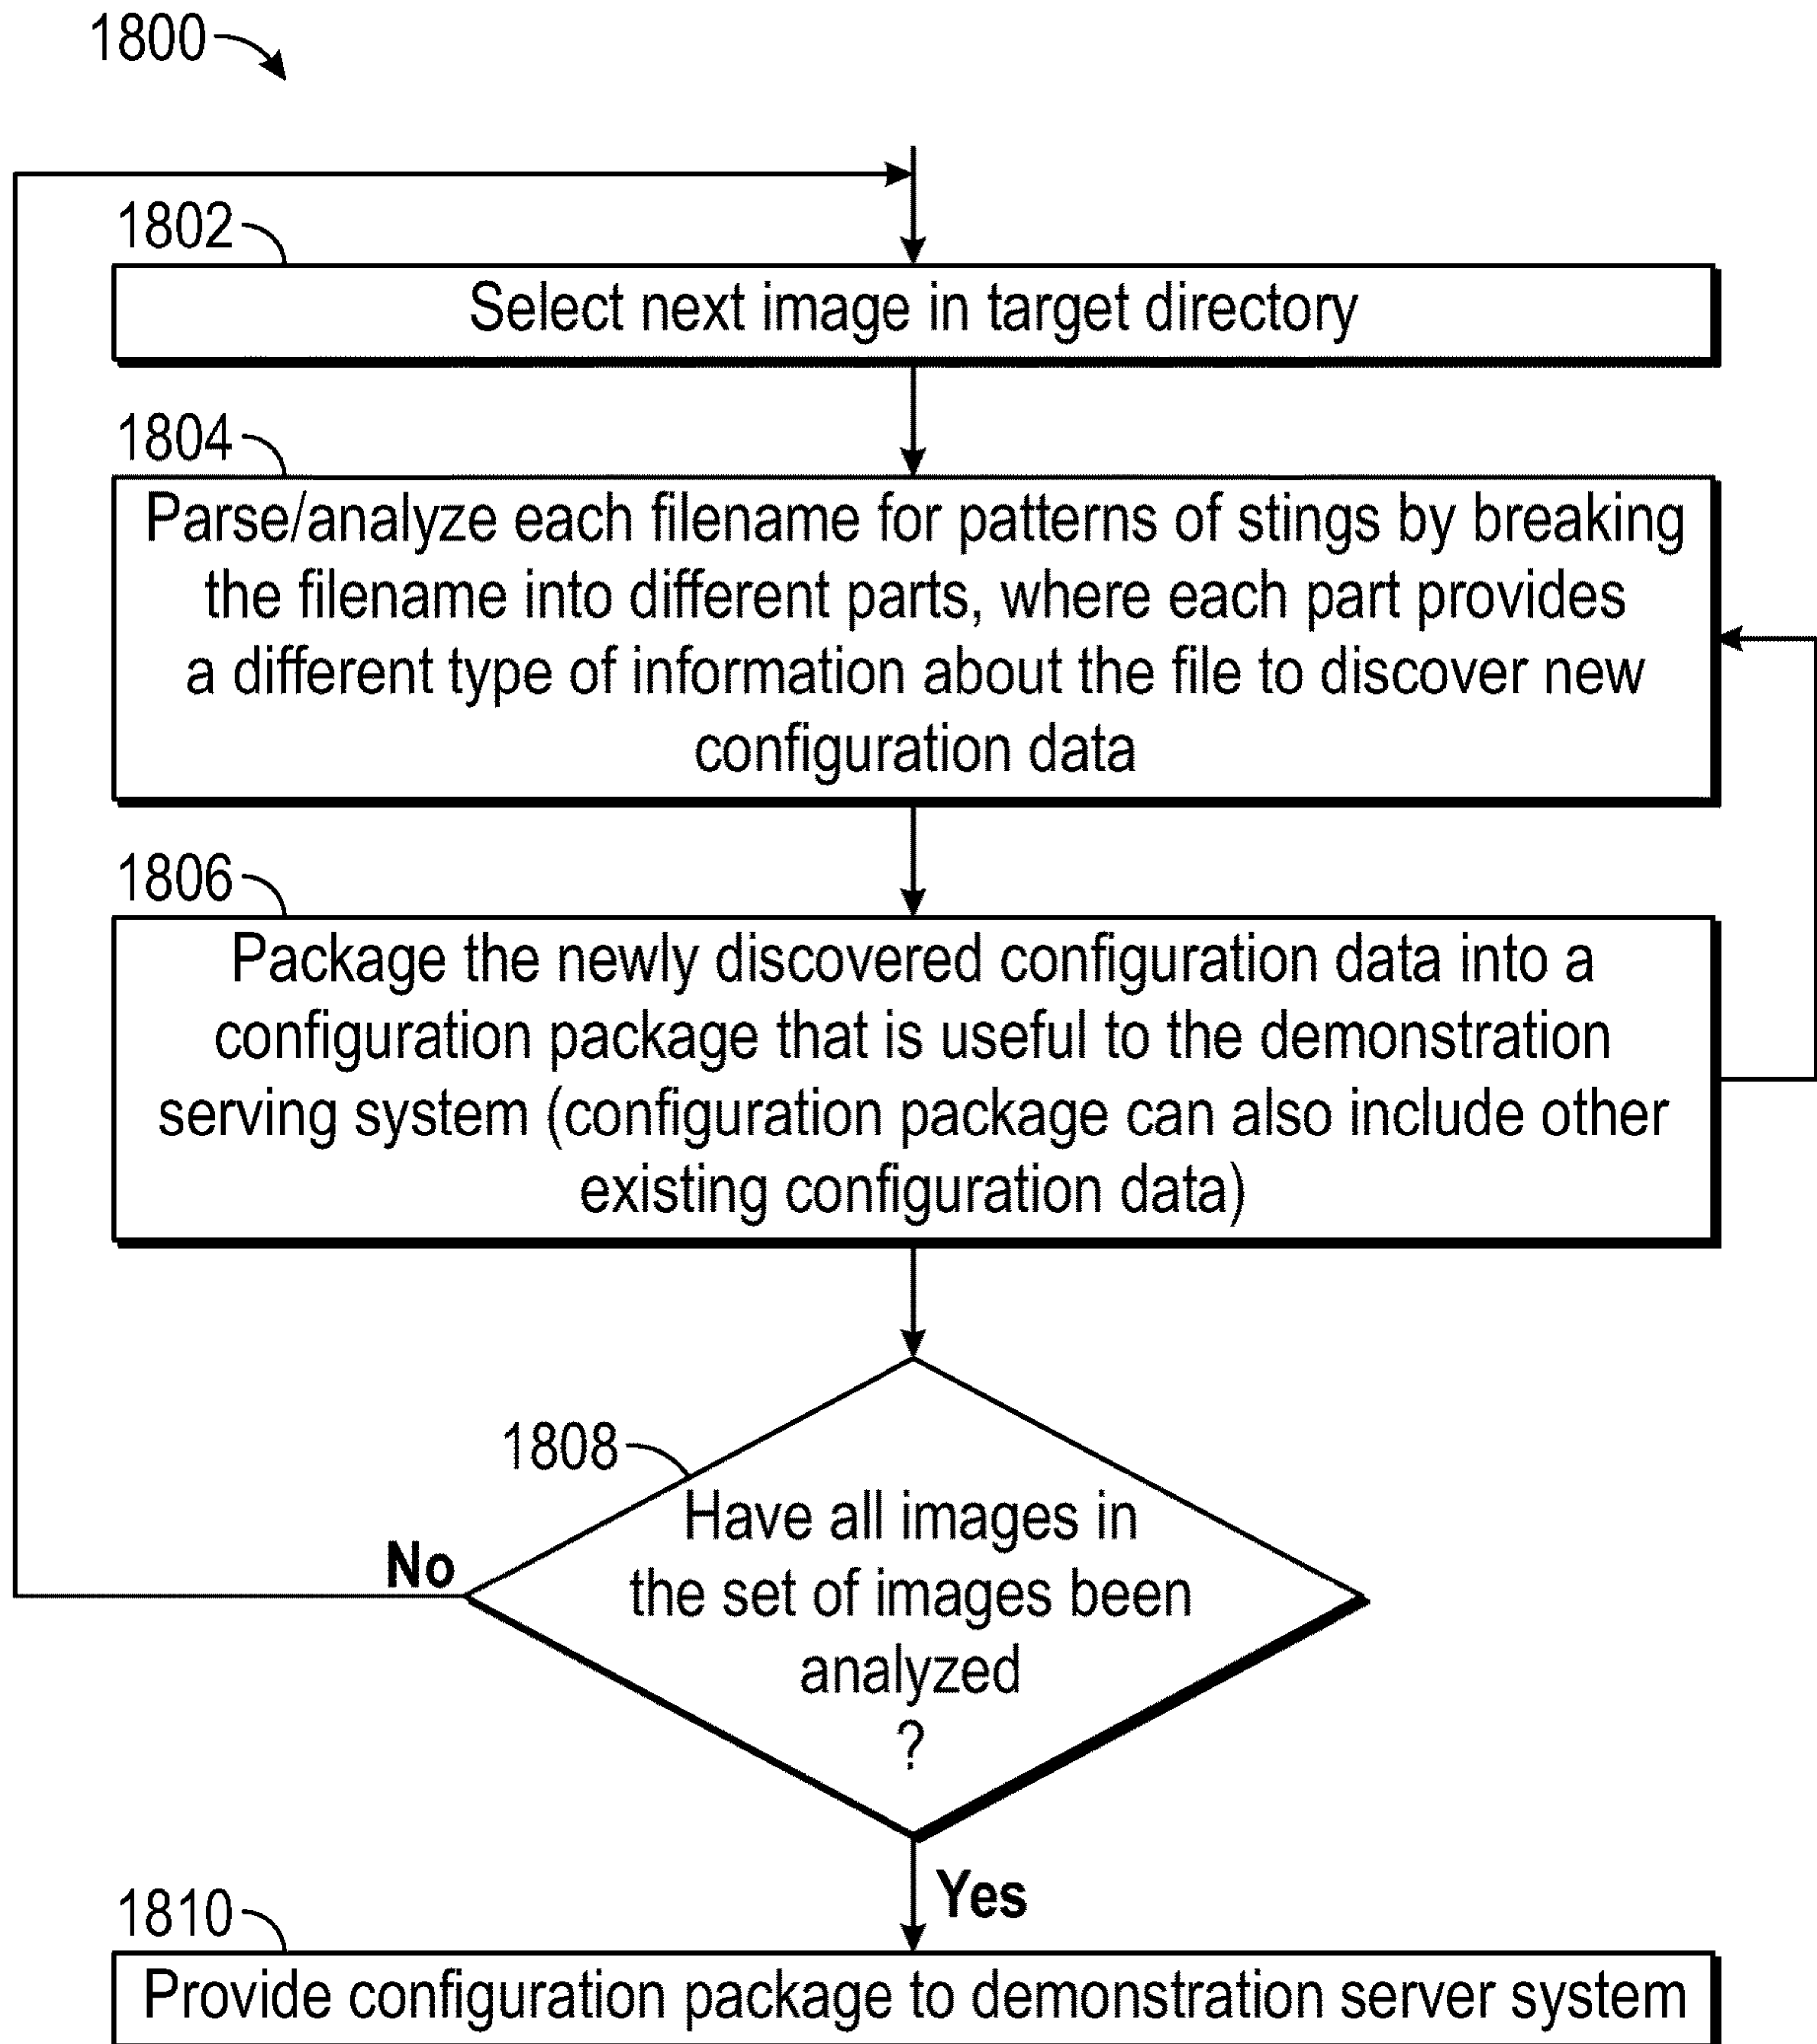 1800
1802
Select next image in target directory
1804
Parse/analyze each filename for patterns of stings by breaking
the filename into different parts, where each part provides
a different type of information about the file to discover new
configuration data
1806
Package the newly discovered configuration data into a
configuration package that is useful to the demonstration
serving system (configuration package can also include other
existing configuration data)
1808
Have all images in
the set of images been
analyzed
?
No
Yes
1810
Provide configuration package to demonstration server system